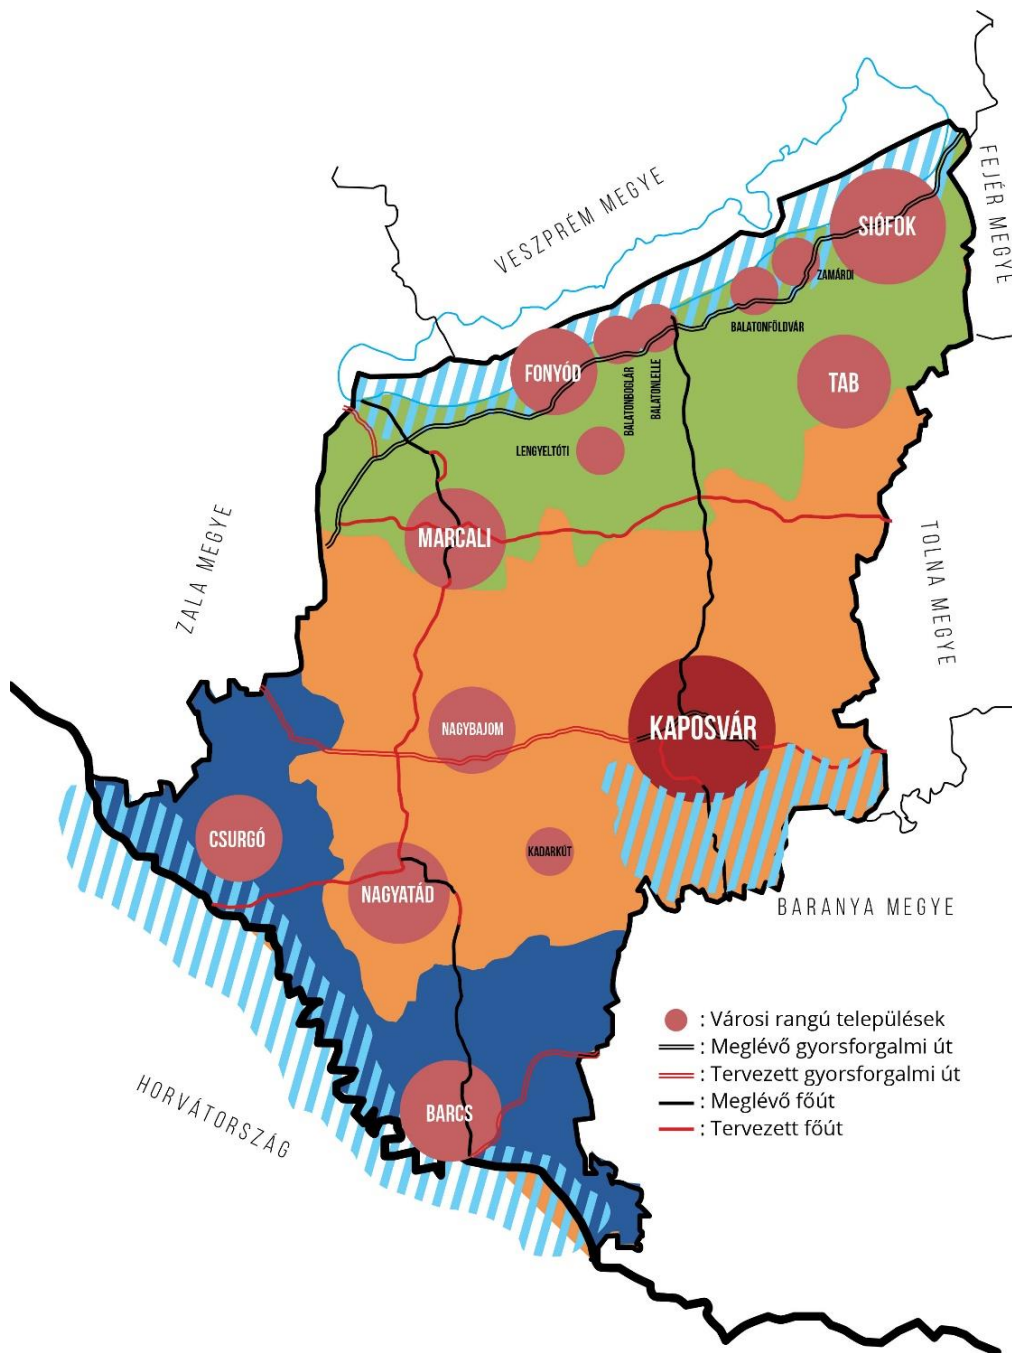 VESZPRÉM MEGYE
FEJÉR MEGYE
SIÓFOK
ZAMÁRDI
BALATONFÖLDVÁR
FONYÓD
BALATONBOGLÁR
BALATONLELLE
TAB
LENGYELTÓTI
MARCALI
ZALA MEGYE
TOLNA MEGYE
NAGYBAJOM
KAPOSVÁR
CSURGÓ
KADARKÚT
NAGYATÁD
BARANYA MEGYE
HORVÁTORSZÁG
BARCS
: Városi rangú települések
: Meglévő gyorsforgalmi út
: Tervezett gyorsforgalmi út
: Meglévő főút
: Tervezett főút